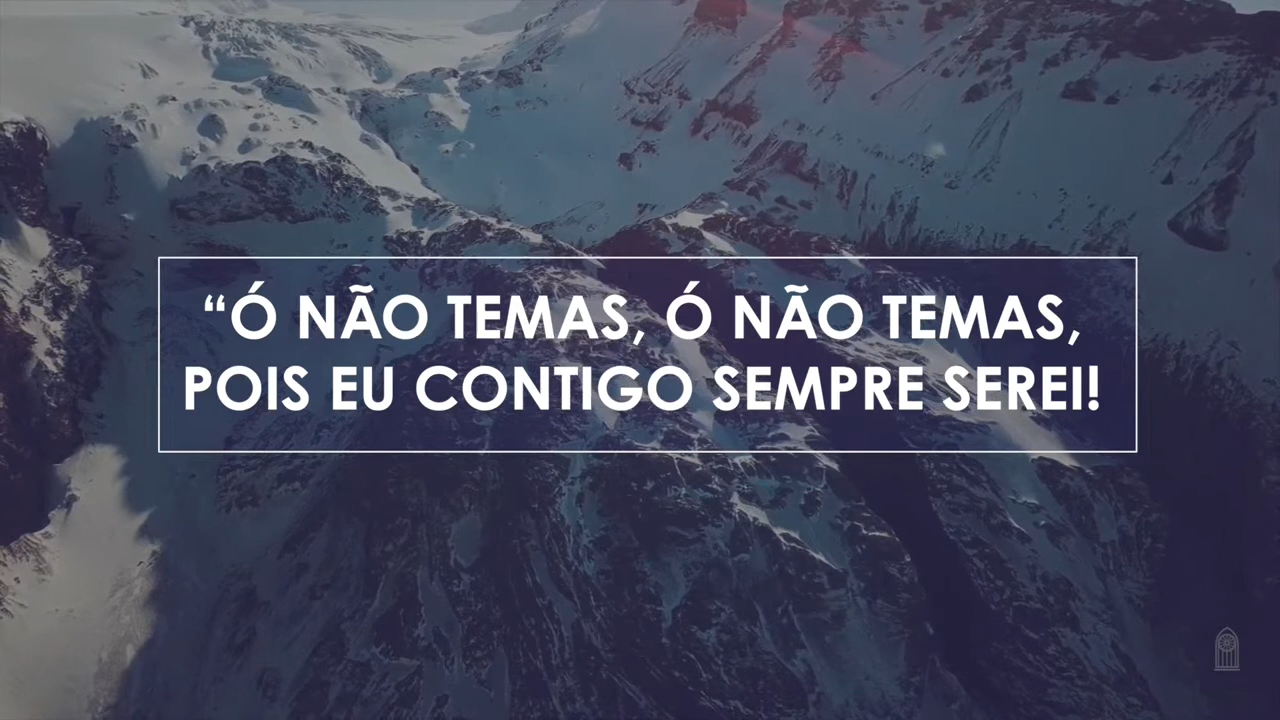 “Ó NÃO TEMAS, Ó NÃO TEMAS,
POIS EU CONTIGO SEMPRE SEREI!